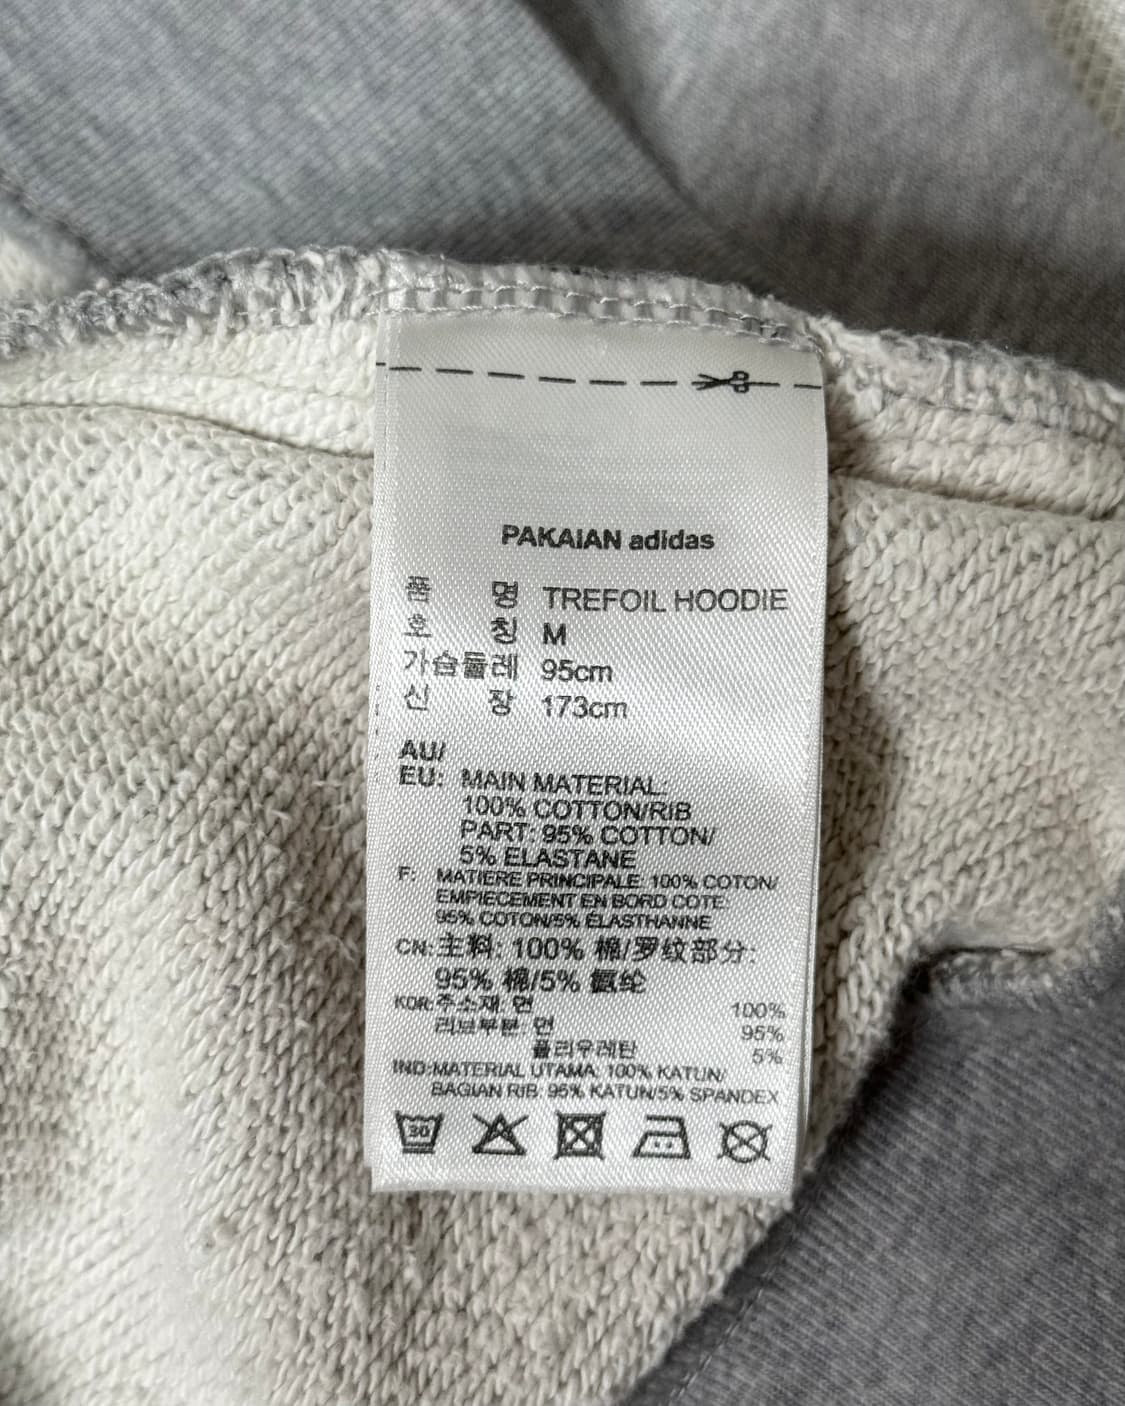 PAKAIAN adidas
품 명 TREFOIL HOODIE
호 칭 M
가슴둘레 95cm
신 장 173cm
AU/
EU: MAIN MATERIAL:
100% COTTON/RIB
PART: 95% COTTON/
5% ELASTANE
F: MATIERE PRINCIPALE: 100% COTON/
EMPIECEMENT EN BORD COTE:
95% COTON/5% ÉLASTHANNE
CN:主料: 100% 棉/罗纹部分:
95% 棉/5% 氨纶
KOR:주소재: 면 100%
리브부분: 면 95%
폴리우레탄 5%
IND:MATERIAL UTAMA: 100% KATUN/
BAGIAN RIB: 95% KATUN/5% SPANDEX
30